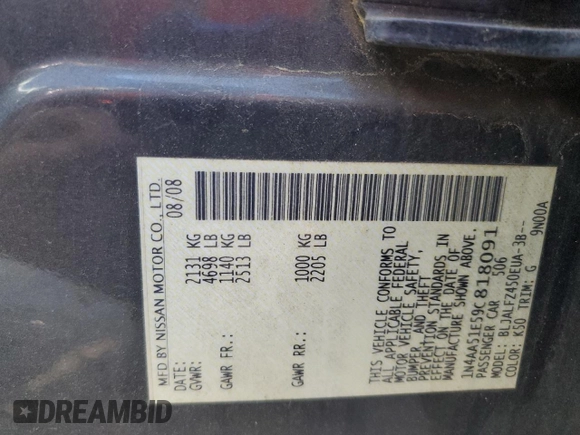 MFD BY NISSAN MOTOR CO., LTD.
DATE: 08/08
GVWR: 2131 KG
4698 LB
GAWR FR.: 1140 KG
2513 LB
GAWR RR.: 1000 KG
2205 LB
THIS VEHICLE CONFORMS TO
ALL APPLICABLE FEDERAL
MOTOR VEHICLE SAFETY,
BUMPER, AND THEFT
PREVENTION STANDARDS IN
EFFECT ON THE DATE OF
MANUFACTURE SHOWN ABOVE.
1N4AA51E59C818091
PASSENGER CAR 506
MODEL: BLJALFZ450EUA-3B--
COLOR: K50 TRIM: G 9N00A
DREAMBID